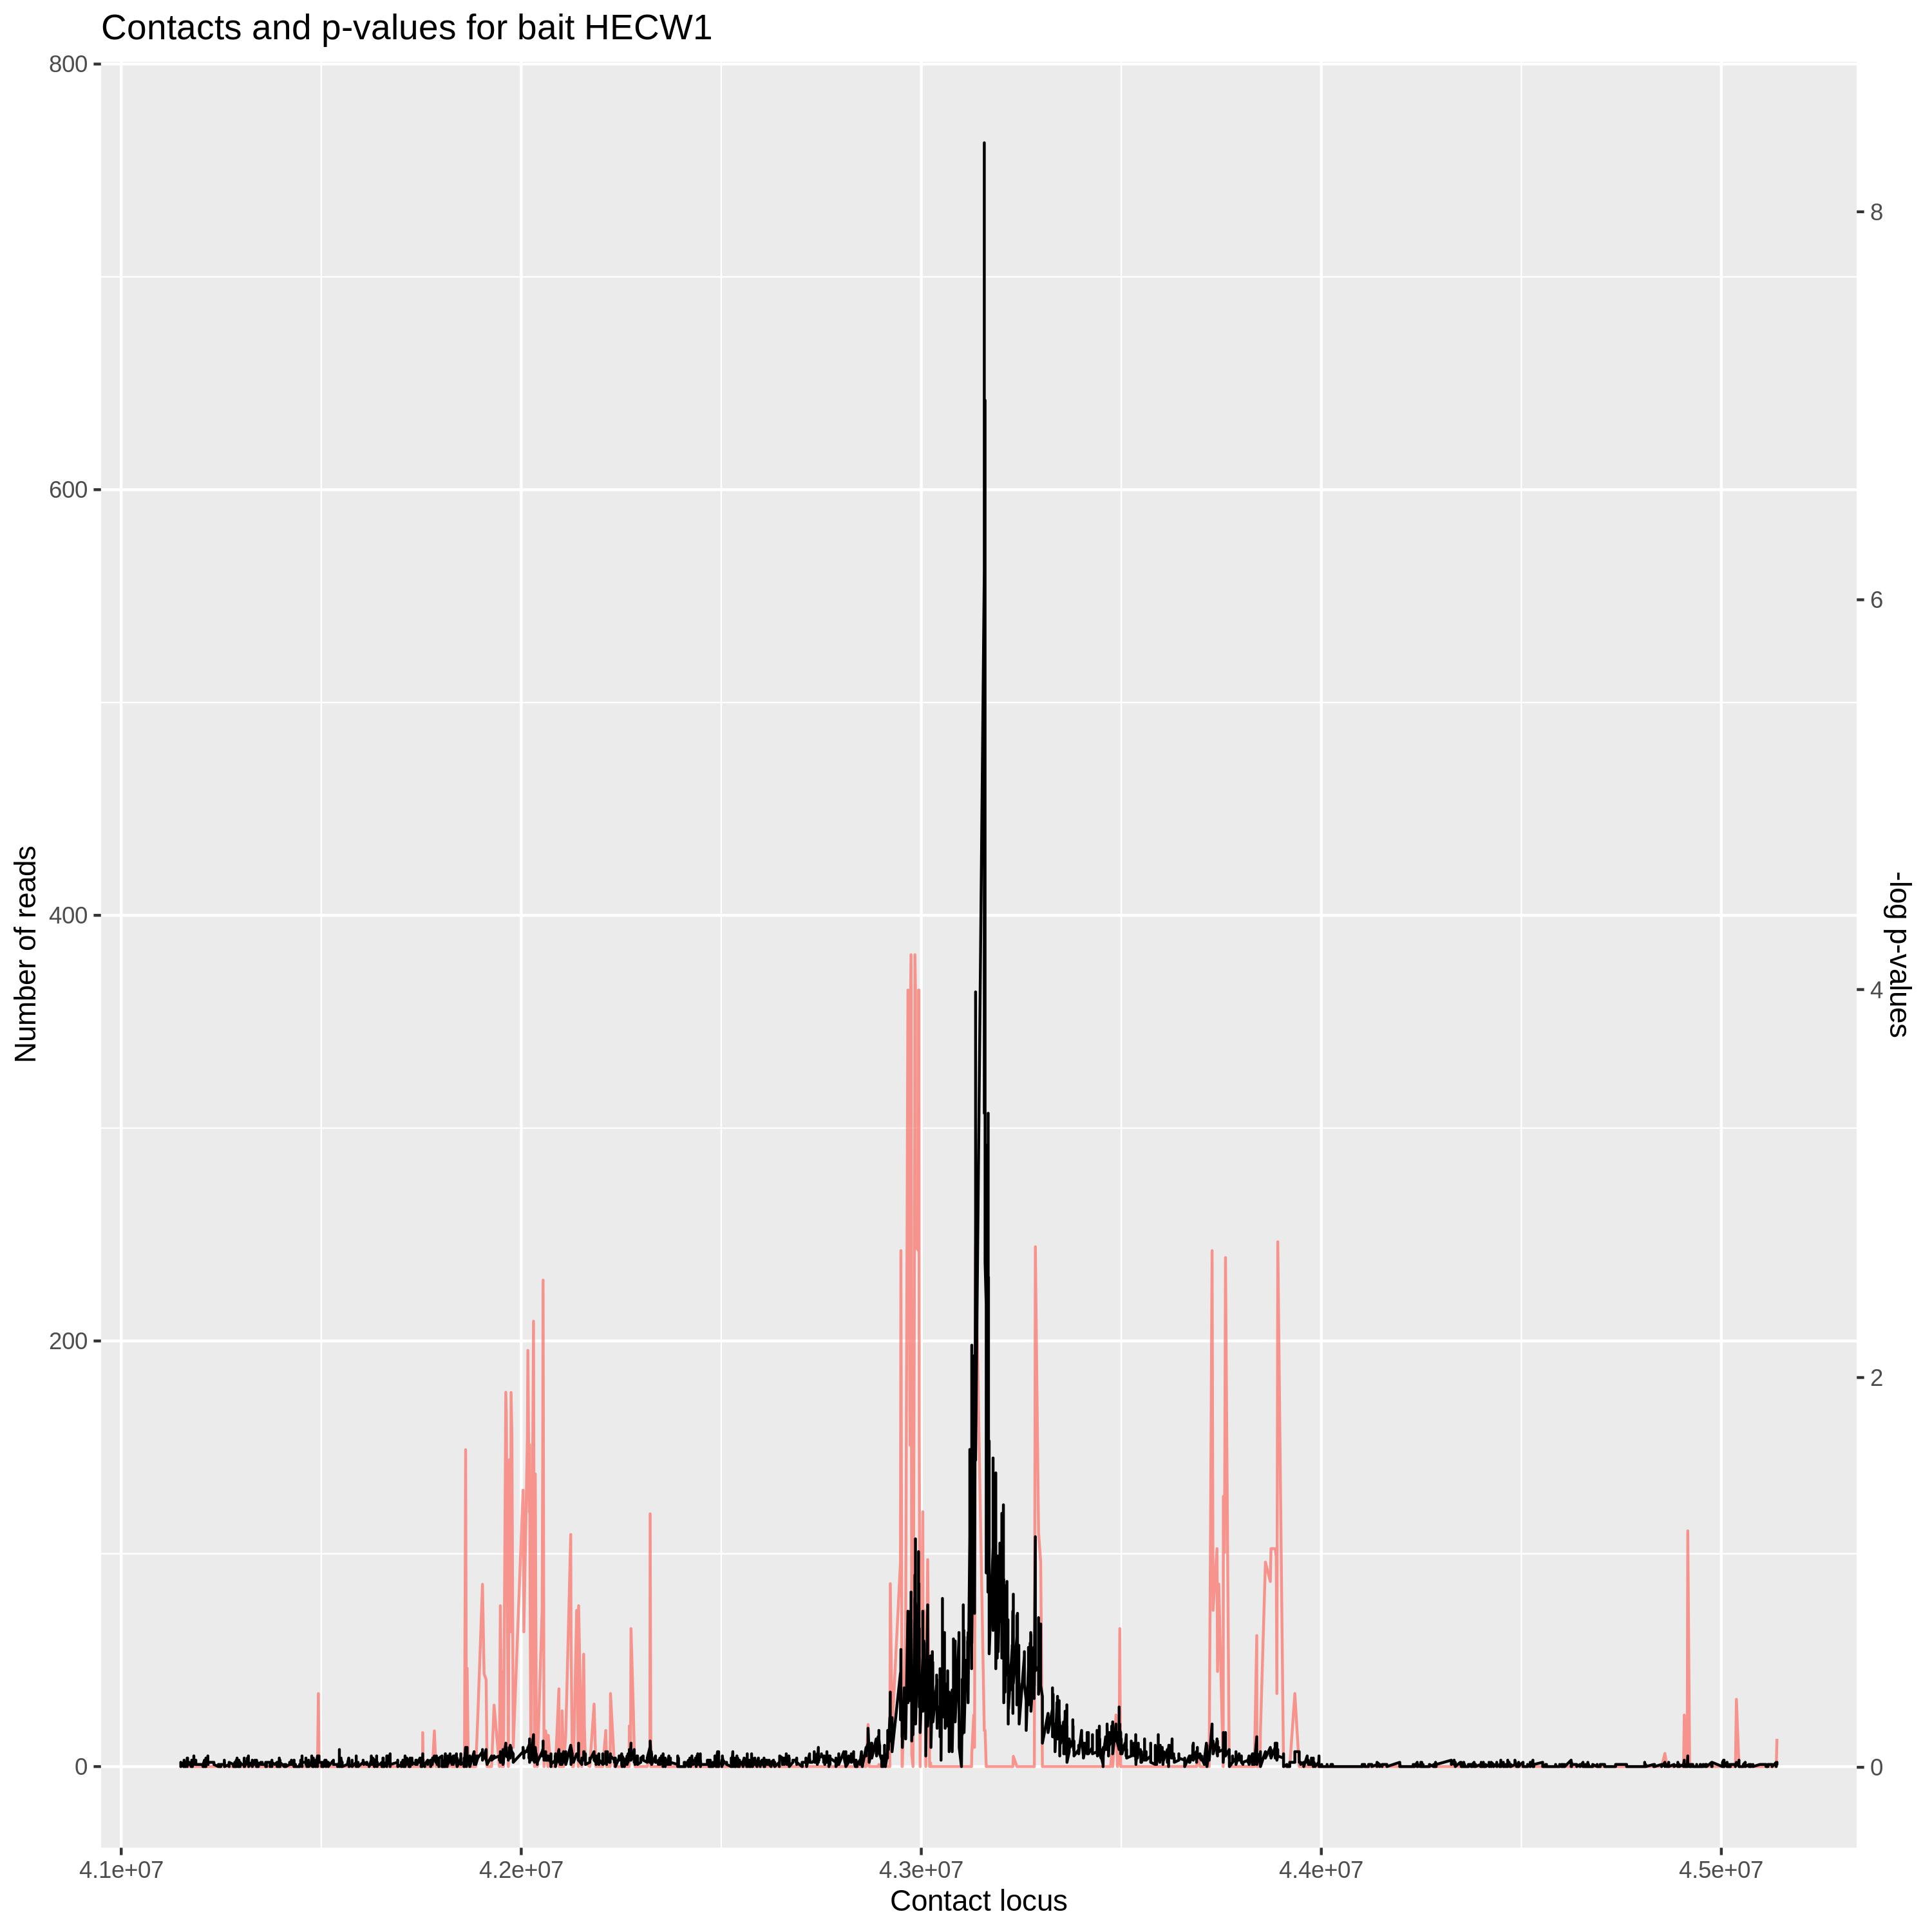 Contacts and p-values for bait HECW1
800
600
400
200
0
Number of reads
8
6
4
2
0
-log p-values
4.1e+07 4.2e+07 4.3e+07 4.4e+07 4.5e+07
Contact locus